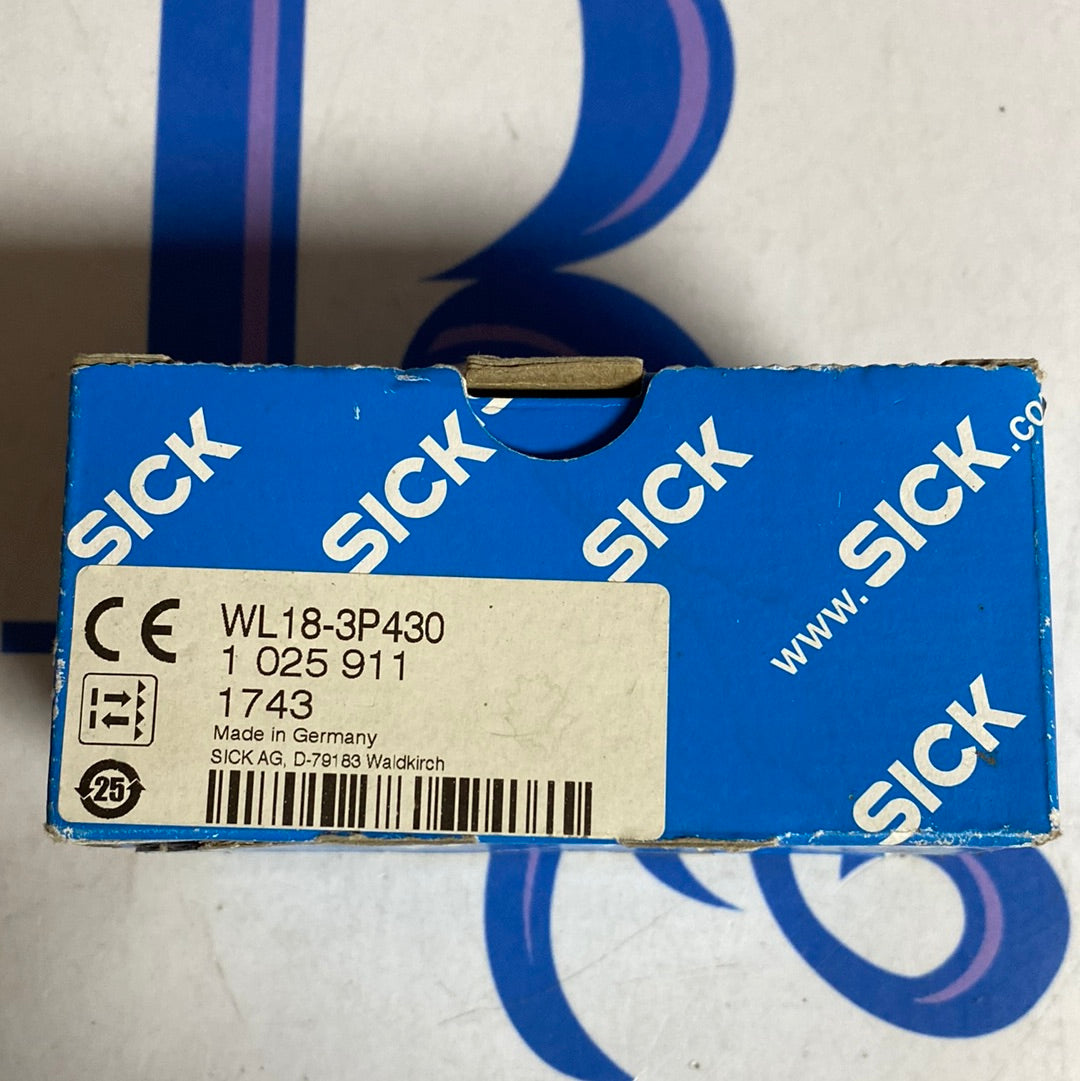 SICK
SICK
SICK
www.SICK.co
CE
WL18-3P430
1 025 911
1743
Made in Germany
SICK AG, D-79183 Waldkirch
25
SICK